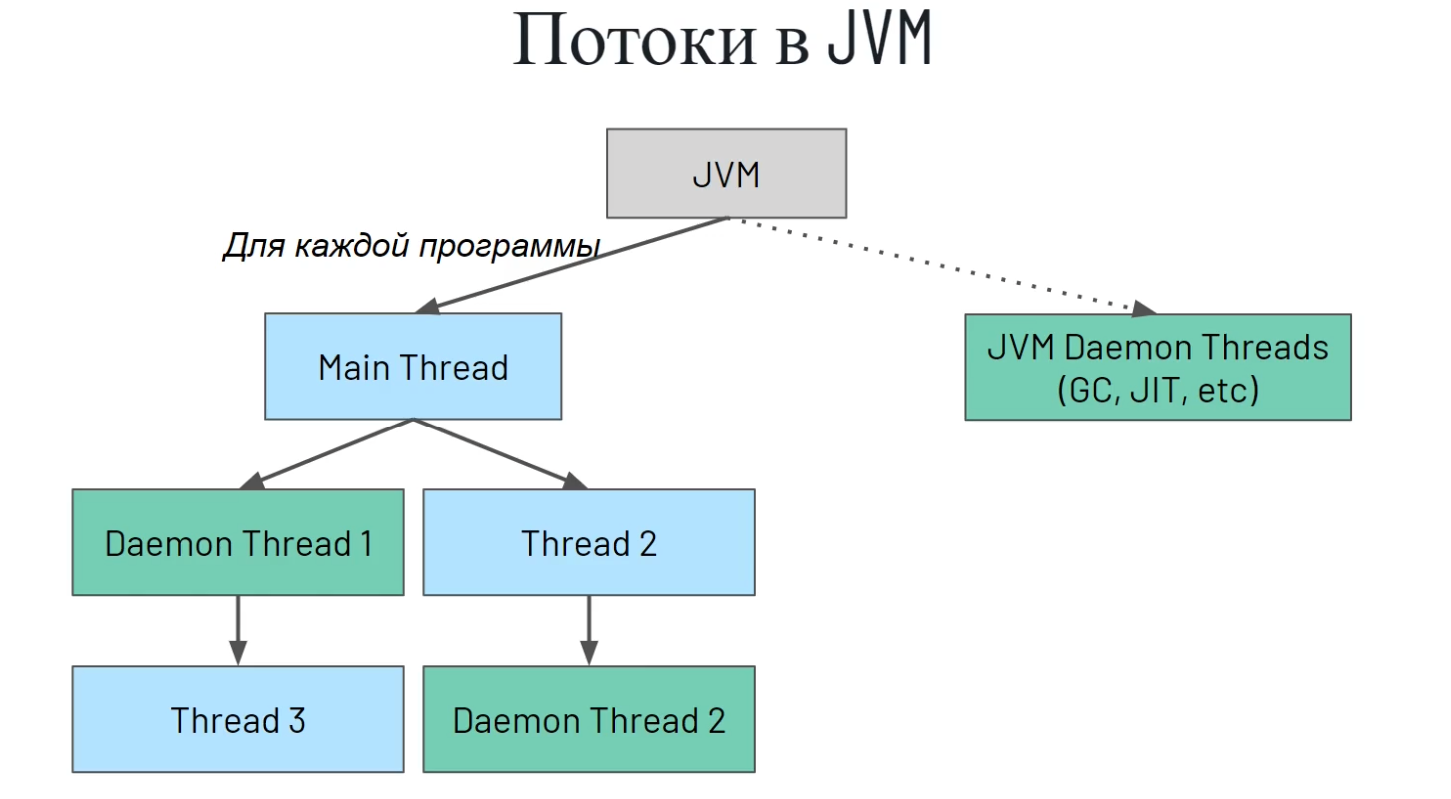 Потоки в JVM
JVM
Для каждой программы
Main Thread
JVM Daemon Threads
(GC, JIT, etc)
Daemon Thread 1
Thread 2
Thread 3
Daemon Thread 2